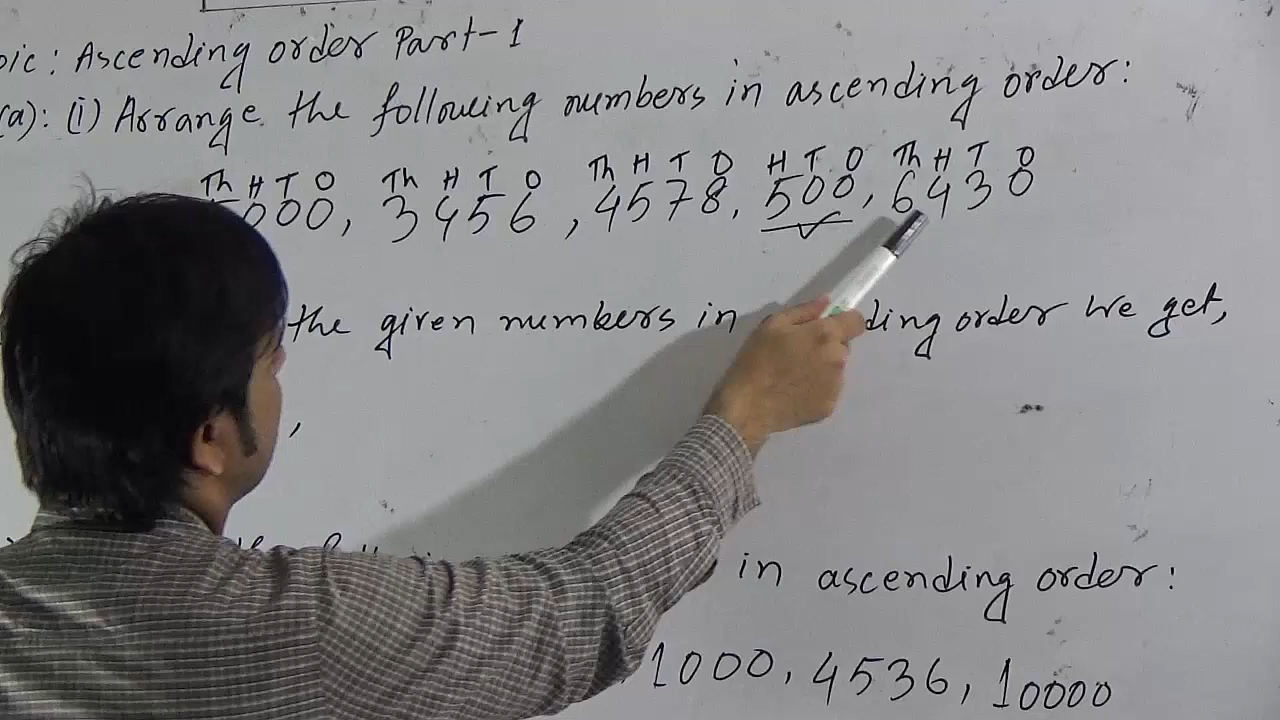 Topic: Ascending order Part-1
(a): (i) Arrange the following numbers in ascending order:
Th H T O Th H T O Th H T O H T O Th H T O
000, 3456, 4578, 500, 6430
the given numbers in ding order we get,
,
in ascending order:
1000, 4536, 10000